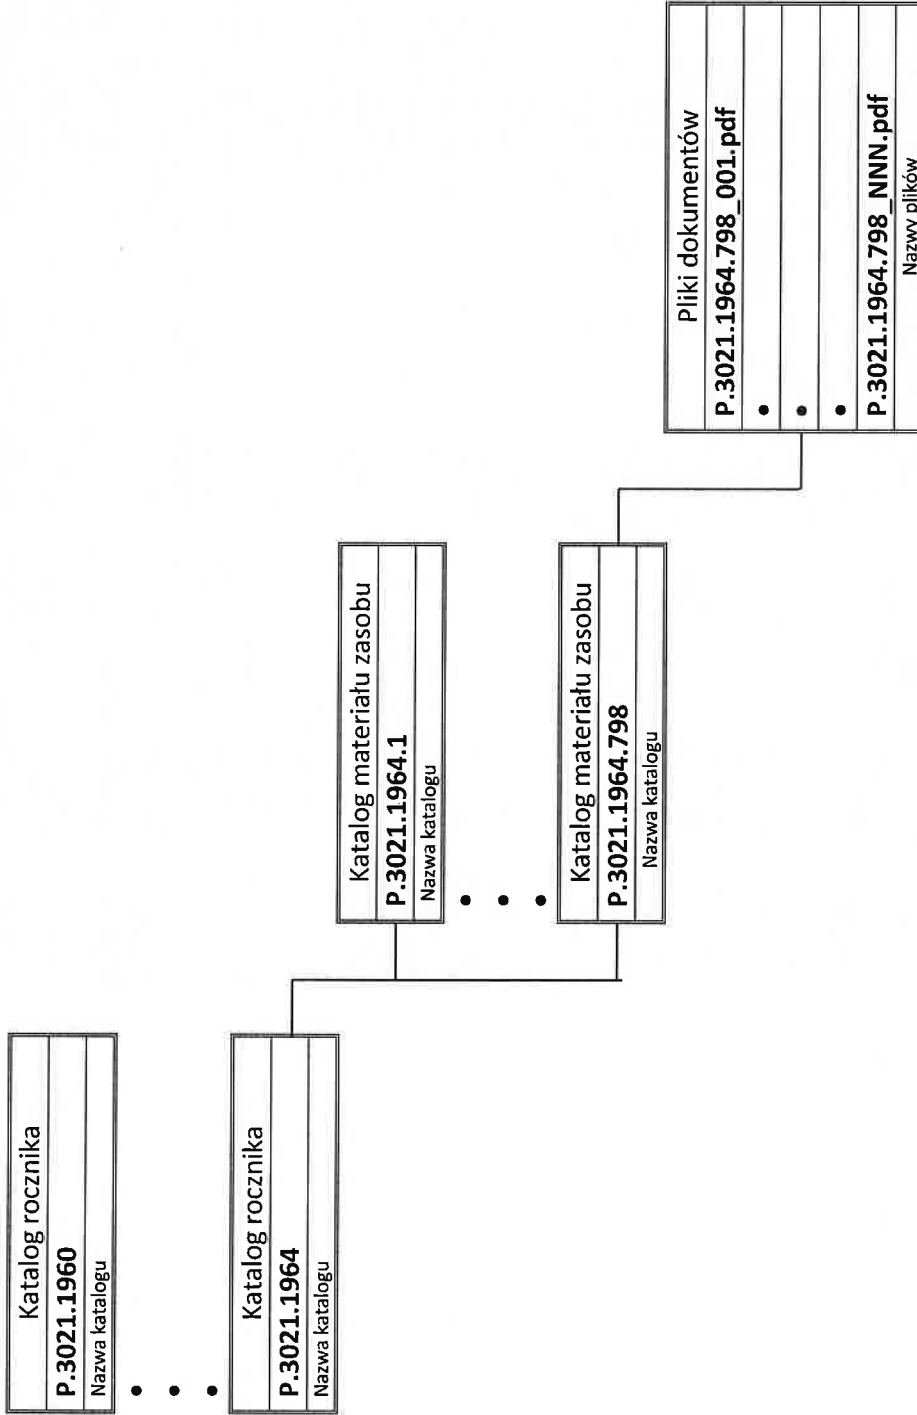 Katalog rocznika
P.3021.1960
Nazwa katalogu
Katalog rocznika
P.3021.1964
Nazwa katalogu
Katalog materiału zasobu
P.3021.1964.1
Nazwa katalogu
Katalog materiału zasobu
P.3021.1964.798
Nazwa katalogu
Pliki dokumentów
P.3021.1964.798_001.pdf
P.3021.1964.798_NNN.pdf
Nazwy plików